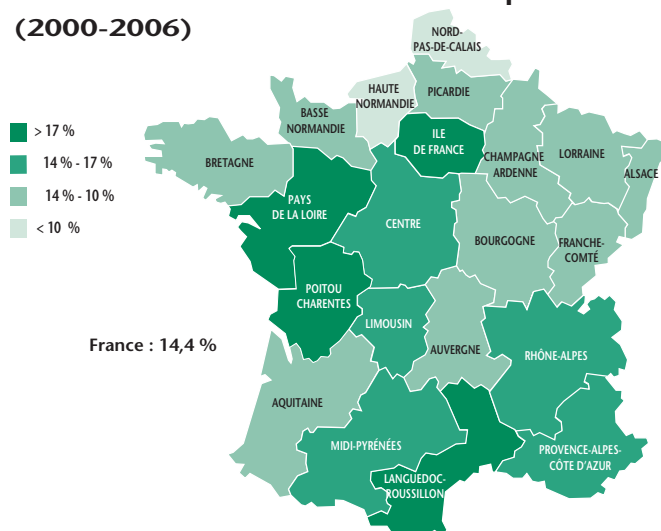 (2000-2006)
NORD-
PAS-DE-CALAIS
HAUTE
NORMANDIE
PICARDIE
BASSE
NORMANDIE
> 17 %
14 % - 17 %
14 % - 10 %
< 10 %
ILE
DE FRANCE
CHAMPAGNE
ARDENNE
LORRAINE
ALSACE
BRETAGNE
PAYS
DE LA LOIRE
CENTRE
BOURGOGNE
FRANCHE-
COMTÉ
POITOU
CHARENTES
LIMOUSIN
AUVERGNE
RHÔNE-ALPES
France : 14,4 %
AQUITAINE
MIDI-PYRÉNÉES
PROVENCE-ALPES-
CÔTE D'AZUR
LANGUEDOC-
ROUSSILLON